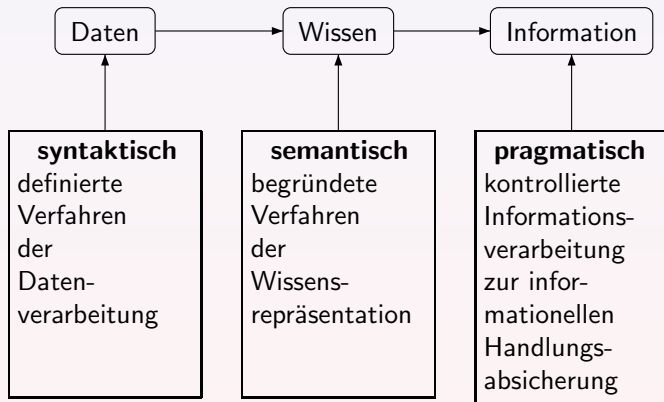 Daten
Wissen
Information
syntaktisch
definierte
Verfahren
der
Daten-
verarbeitung
semantisch
begründete
Verfahren
der
Wissens-
repräsentation
pragmatisch
kontrollierte
Informations-
verarbeitung
zur infor-
mationellen
Handlungs-
absicherung